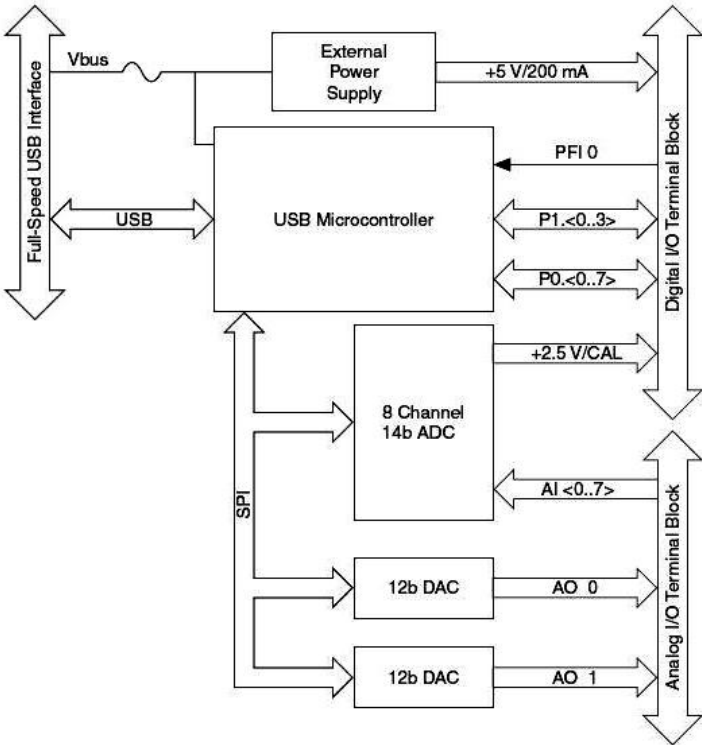 Full-Speed USB Interface
Vbus
External
Power
Supply
+5 V/200 mA
USB
USB Microcontroller
PFI 0
P1.<0..3>
P0.<0..7>
Digital I/O Terminal Block
SPI
8 Channel
14b ADC
+2.5 V/CAL
AI <0..7>
12b DAC
AO 0
12b DAC
AO 1
Analog I/O Terminal Block